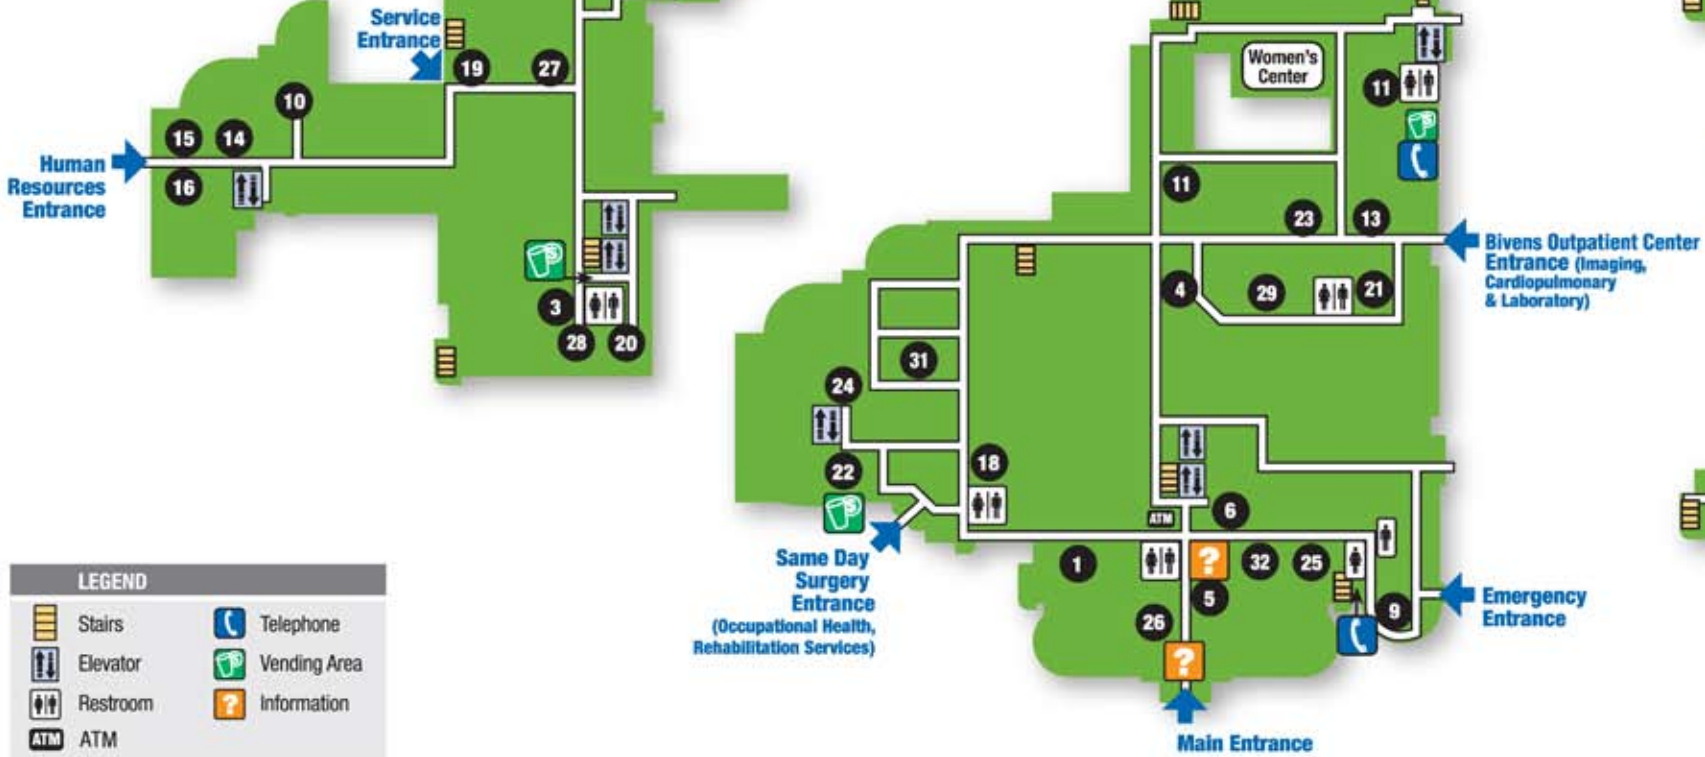 Service
Entrance
19
27
10
15
14
Human
Resources
Entrance
16
3
28
20
Women's
Center
11
11
23
13
Bivens Outpatient Center
Entrance (Imaging,
Cardiopulmonary
& Laboratory)
4
29
21
31
24
18
22
6
ATM
Same Day
Surgery
Entrance
(Occupational Health,
Rehabilitation Services)
1
?
32
25
5
9
26
Emergency
Entrance
?
Main Entrance
LEGEND
Stairs
Telephone
Elevator
Vending Area
Restroom
? Information
ATM ATM